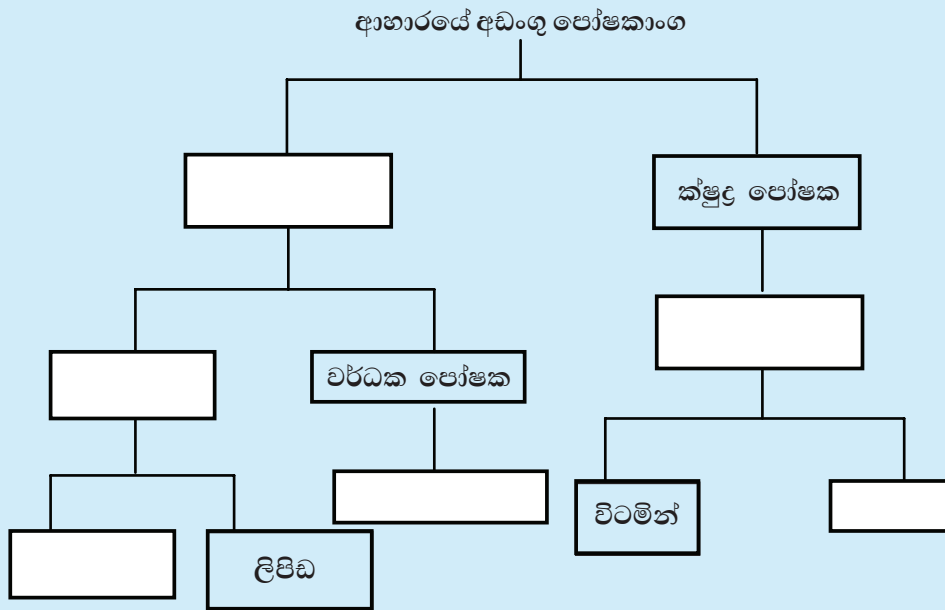 ආහාරයේ අඩංගු පෝෂකාංග
ක්ෂුද්‍ර පෝෂක
වර්ධක පෝෂක
විටමින්
ලිපිඩ